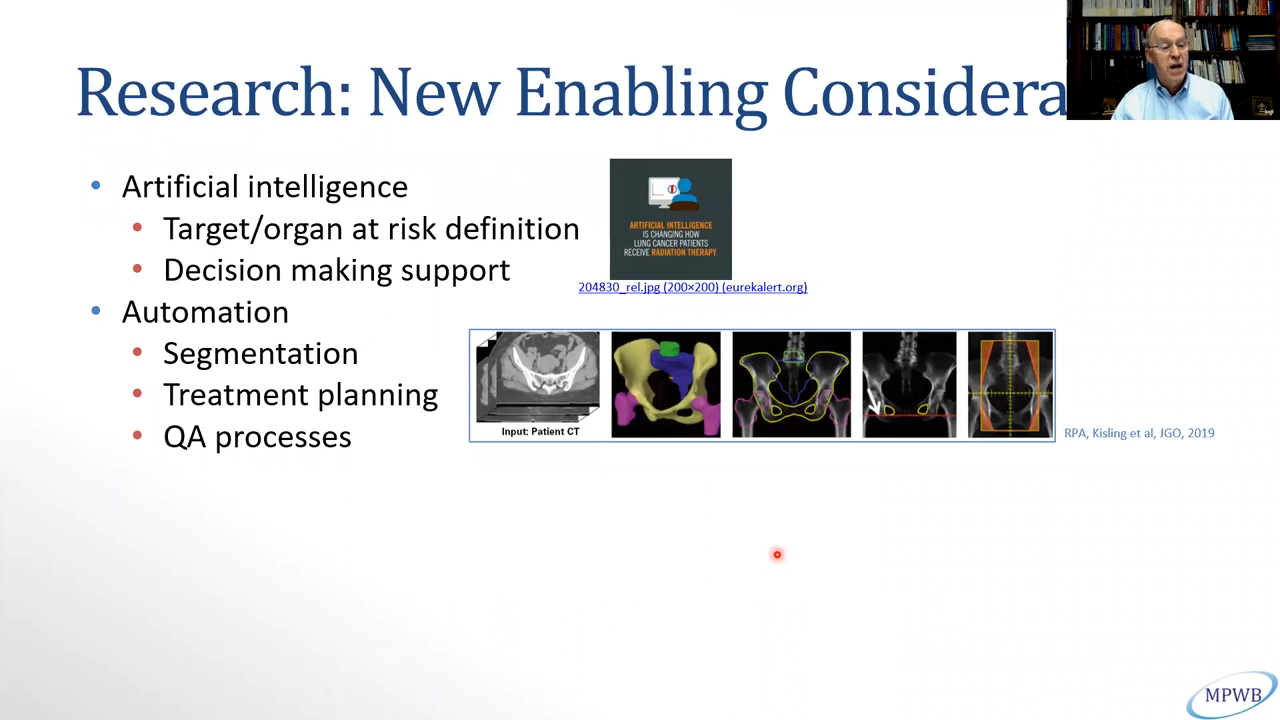 Research: New Enabling Considera
• Artificial intelligence
• Target/organ at risk definition
• Decision making support
• Automation
• Segmentation
• Treatment planning
• QA processes
ARTIFICIAL INTELLIGENCE
IS CHANGING HOW
LUNG CANCER PATIENTS
RECEIVE RADIATION THERAPY.
204830_rel.jpg (200×200) (eurekalert.org)
Input: Patient CT
RPA, Kisling et al, JGO, 2019
MPWB